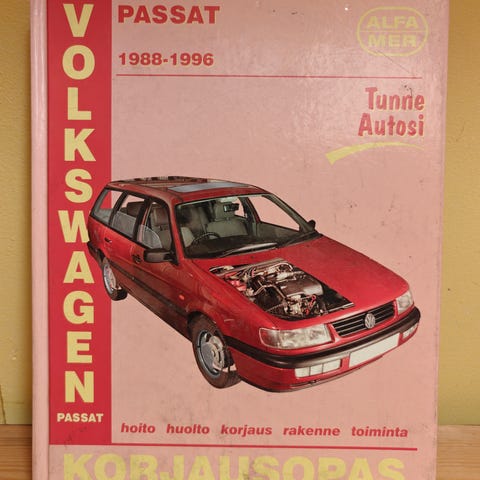 VOLKSWAGEN
PASSAT
PASSAT
1988-1996
ALFA
MER
Tunne
Autosi
hoito huolto korjaus rakenne toiminta
KORJAUSOPAS